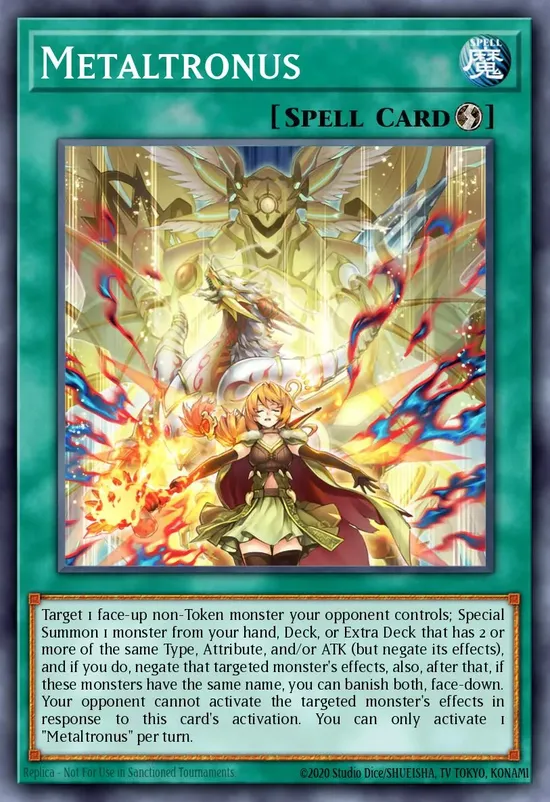 METALTRONUS
SPELL
魔
[SPELL CARD]
Target 1 face-up non-Token monster your opponent controls; Special
Summon 1 monster from your hand, Deck, or Extra Deck that has 2 or
more of the same Type, Attribute, and/or ATK (but negate its effects),
and if you do, negate that targeted monster's effects, also, after that, if
these monsters have the same name, you can banish both, face-down.
Your opponent cannot activate the targeted monster's effects in
response to this card's activation. You can only activate 1
"Metaltronus" per turn.
Replica - Not For Use in Sanctioned Tournaments
©2020 Studio Dice/SHUEISHA, TV TOKYO, KONAMI